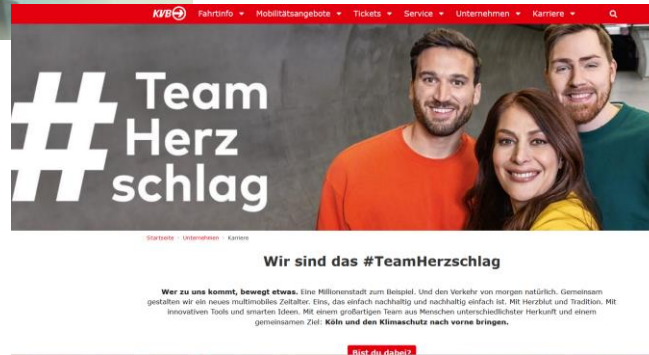 KVB Fahrtinfo Mobilitätsangebote Tickets Service Unternehmen Karriere
# Team
Herz
schlag
Startseite · Unternehmen · Karriere
Wir sind das #TeamHerzschlag
Wer zu uns kommt, bewegt etwas. Eine Millionenstadt zum Beispiel. Und den Verkehr von morgen natürlich. Gemeinsam
gestalten wir ein neues multimobiles Zeitalter. Eins, das einfach nachhaltig und nachhaltig einfach ist. Mit Herzblut und Tradition. Mit
innovativen Tools und smarten Ideen. Mit einem großartigen Team aus Menschen unterschiedlichster Herkunft und einem
gemeinsamen Ziel: Köln und den Klimaschutz nach vorne bringen.
Bist du dabei?